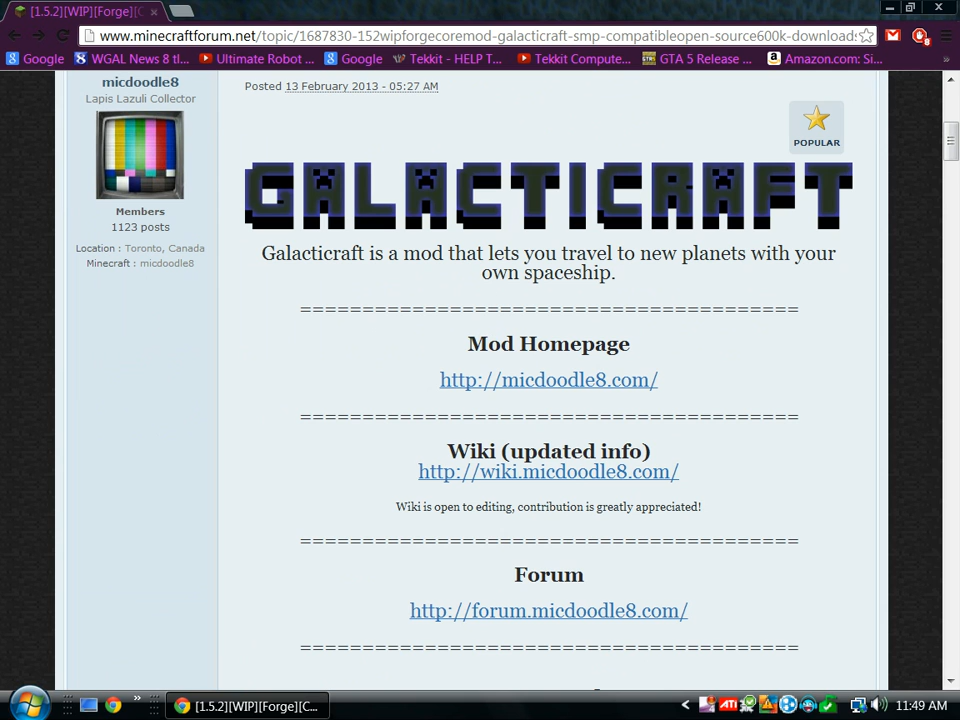 [1.5.2][WIP][Forge][C
www.minecraftforum.net/topic/1687830-152wipforgecoremod-galacticraft-smp-compatibleopen-source600k-downloads
Google WGAL News 8 tl... Ultimate Robot ... Google Tekkit - HELP T... Tekkit Compute... GTA 5 Release ... Amazon.com: Si... »
micdoodle8
Lapis Lazuli Collector
Members
1123 posts
Location : Toronto, Canada
Minecraft : micdoodle8
Posted 13 February 2013 - 05:27 AM
POPULAR
GALACTICRAFT
Galacticraft is a mod that lets you travel to new planets with your
own spaceship.
========================================
Mod Homepage
http://micdoodle8.com/
========================================
Wiki (updated info)
http://wiki.micdoodle8.com/
Wiki is open to editing, contribution is greatly appreciated!
========================================
Forum
http://forum.micdoodle8.com/
========================================
» [1.5.2][WIP][Forge][C... ATI 11:49 AM